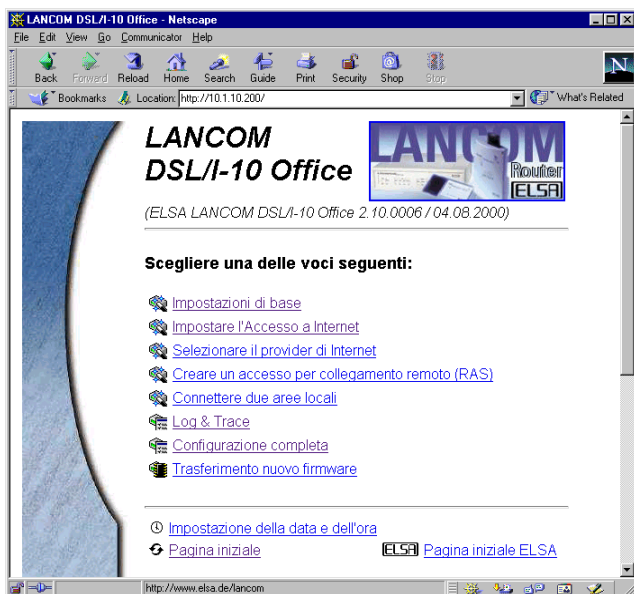 LANCOM DSL/I-10 Office - Netscape
File Edit View Go Communicator Help
Back Forward Reload Home Search Guide Print Security Shop Stop
N
Bookmarks Location: http://10.1.10.200/ What's Related
LANCOM
DSL/I-10 Office
LANCOM
Router
ELSA
(ELSA LANCOM DSL/I-10 Office 2.10.0006 / 04.08.2000)
Scegliere una delle voci seguenti:
Impostazioni di base
Impostare l'Accesso a Internet
Selezionare il provider di Internet
Creare un accesso per collegamento remoto (RAS)
Connettere due aree locali
Log & Trace
Configurazione completa
Trasferimento nuovo firmware
Impostazione della data e dell'ora
Pagina iniziale ELSA Pagina iniziale ELSA
http://www.elsa.de/lancom